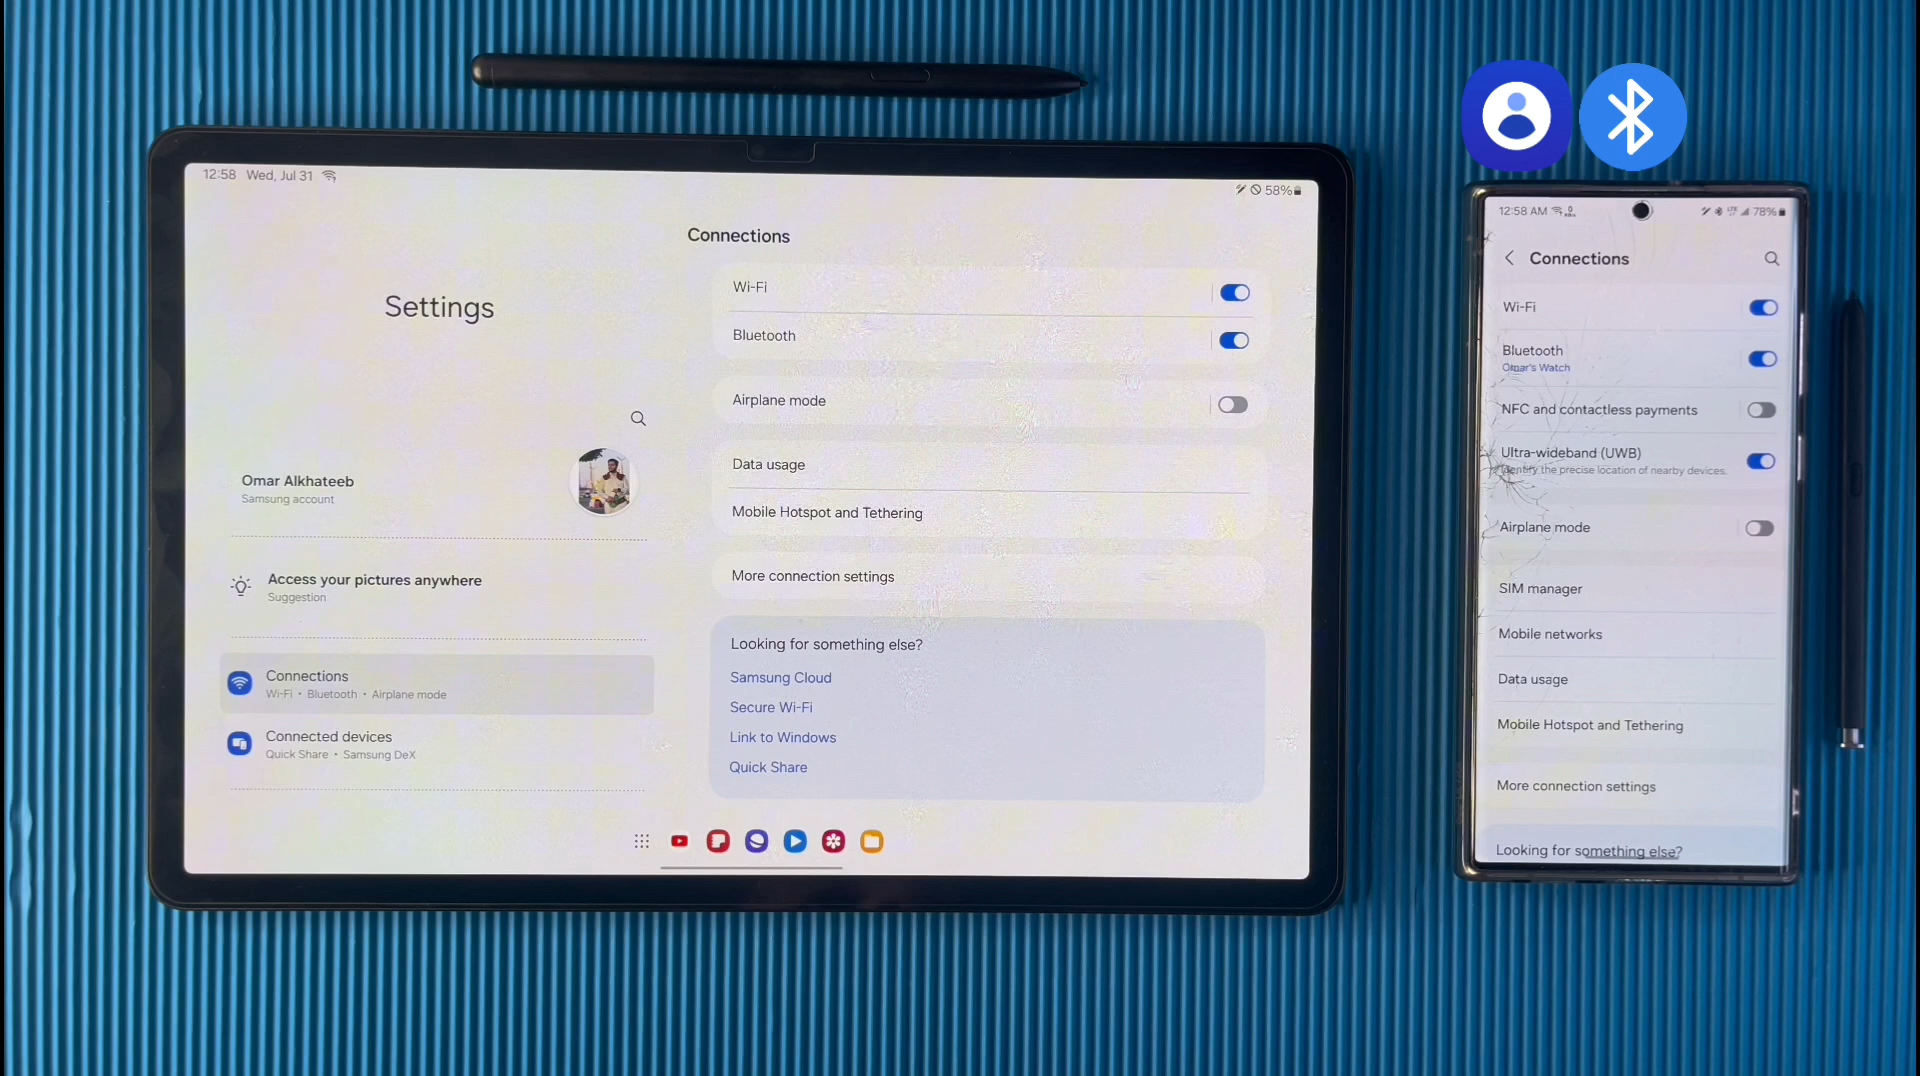 12:58 Wed, Jul 31
58%
Settings
Omar Alkhateeb
Samsung account
Access your pictures anywhere
Suggestion
Connections
Wi-Fi • Bluetooth • Airplane mode
Connected devices
Quick Share • Samsung DeX
Connections
Wi-Fi
Bluetooth
Airplane mode
Data usage
Mobile Hotspot and Tethering
More connection settings
Looking for something else?
Samsung Cloud
Secure Wi-Fi
Link to Windows
Quick Share
12:58 AM
LTE 78%
Connections
Wi-Fi
Bluetooth
Omar's Watch
NFC and contactless payments
Ultra-wideband (UWB)
Identify the precise location of nearby devices.
Airplane mode
SIM manager
Mobile networks
Data usage
Mobile Hotspot and Tethering
More connection settings
Looking for something else?